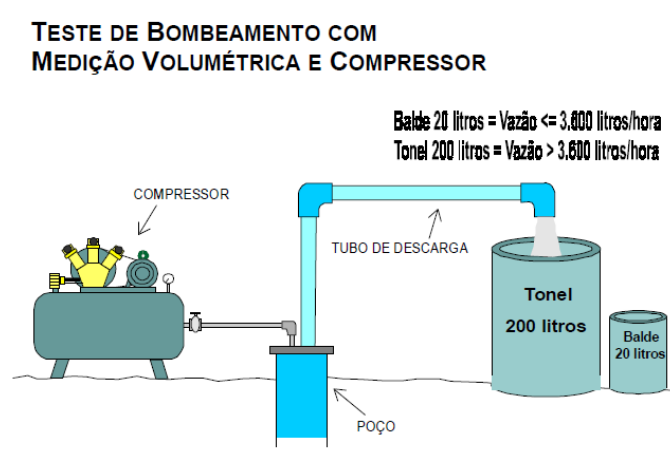 TESTE DE BOMBEAMENTO COM
MEDIÇÃO VOLUMÉTRICA E COMPRESSOR
Balde 20 litros = Vazão <= 3.600 litros/hora
Tonel 200 litros = Vazão > 3.600 litros/hora
COMPRESSOR
TUBO DE DESCARGA
Tonel
200 litros
Balde
20 litros
POÇO